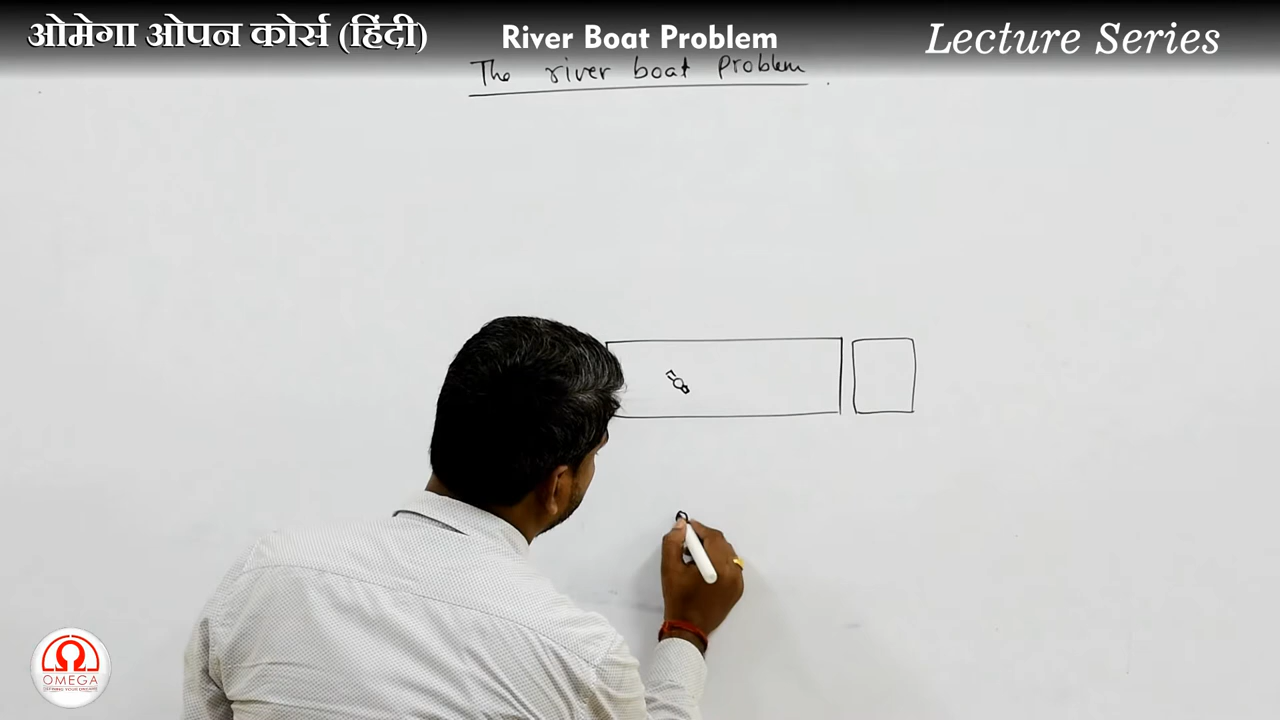 ओमेगा ओपन कोर्स (हिंदी)
River Boat Problem
Lecture Series
The river boat Problem
OMEGA